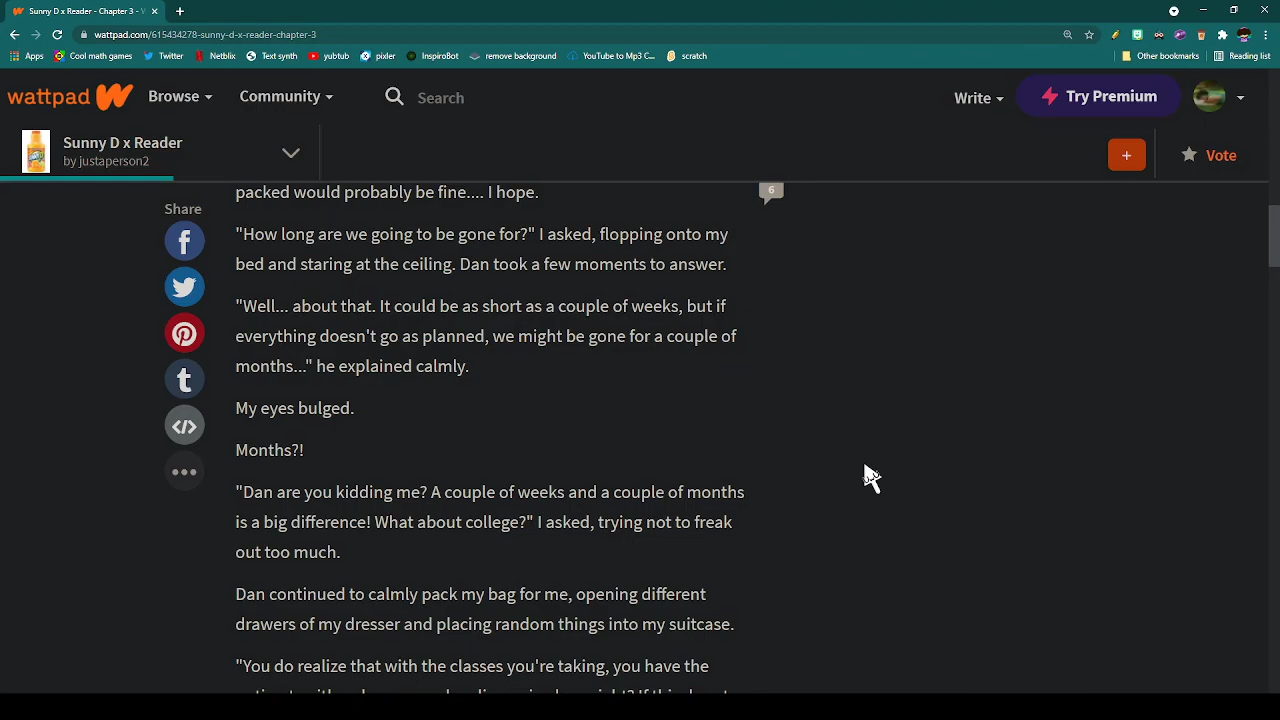 Sunny D x Reader - Chapter 3 - W
wattpad.com/615434278-sunny-d-x-reader-chapter-3
Apps
Cool math games
Twitter
Netblix
Text synth
yubtub
pixler
InspiroBot
remove background
YouTube to Mp3 C...
scratch
Other bookmarks
Reading list
wattpad
Browse
Community
Search
Write
Try Premium
Sunny D x Reader
by justaperson2
+
Vote
Share
packed would probably be fine.... I hope.
6
"How long are we going to be gone for?" I asked, flopping onto my
bed and staring at the ceiling. Dan took a few moments to answer.
"Well... about that. It could be as short as a couple of weeks, but if
everything doesn't go as planned, we might be gone for a couple of
months..." he explained calmly.
My eyes bulged.
Months?!
"Dan are you kidding me? A couple of weeks and a couple of months
is a big difference! What about college?" I asked, trying not to freak
out too much.
Dan continued to calmly pack my bag for me, opening different
drawers of my dresser and placing random things into my suitcase.
"You do realize that with the classes you're taking, you have the